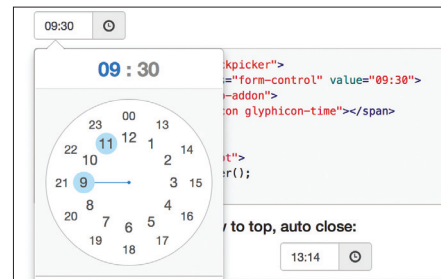 09:30
09 : 30
00
23 13
12
11 1
22 14
10 2
21 9 3 15
8 4
20 16
7 5
6
19 17
18
ckpicker">
="form-control" value="09:30">
-addon">
on glyphicon-time"></span>
t">
er();
to top, auto close:
13:14